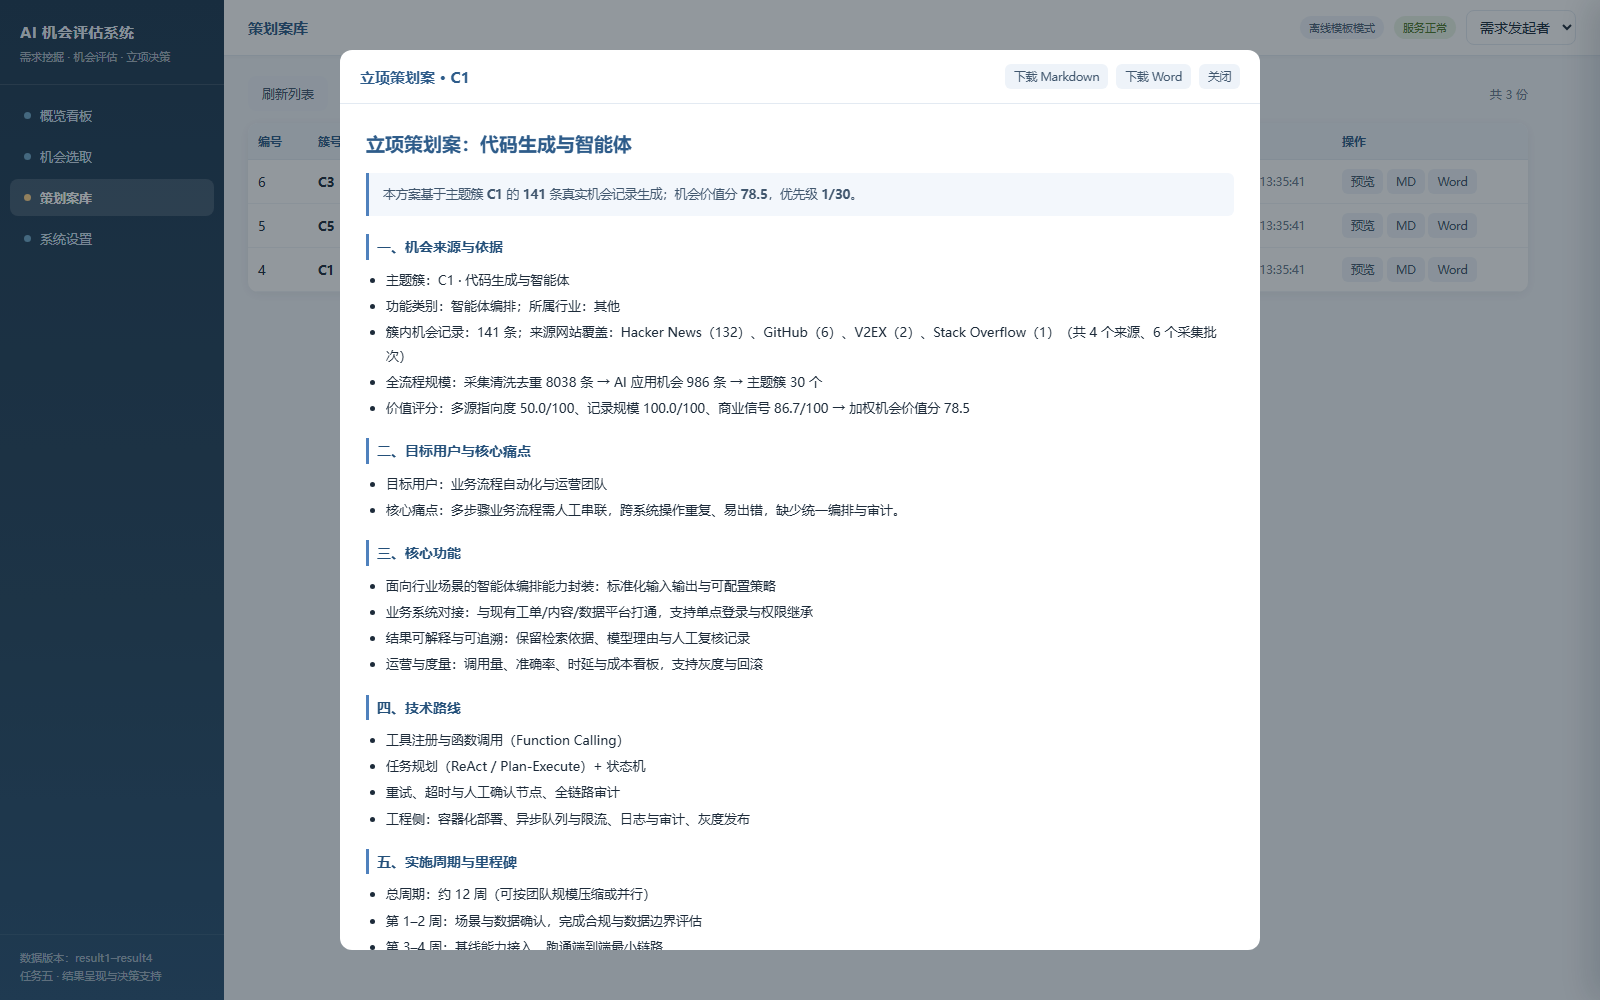 AI 机会评估系统
需求挖掘 · 机会评估 · 立项决策
概览看板
机会选取
策划案库
系统设置
数据版本：result1–result4
任务五 · 结果呈现与决策支持
策划案库
离线模板模式
服务正常
需求发起者
刷新列表
共 3 份
编号
簇号
操作
6
C3
13:35:41
预览
MD
Word
5
C5
13:35:41
预览
MD
Word
4
C1
13:35:41
预览
MD
Word
立项策划案 • C1
下载 Markdown
下载 Word
关闭
立项策划案：代码生成与智能体
本方案基于主题簇 C1 的 141 条真实机会记录生成；机会价值分 78.5，优先级 1/30。
一、机会来源与依据
主题簇：C1 · 代码生成与智能体
功能类别：智能体编排；所属行业：其他
簇内机会记录：141 条；来源网站覆盖：Hacker News（132）、GitHub（6）、V2EX（2）、Stack Overflow（1）（共 4 个来源、6 个采集批
次）
全流程规模：采集清洗去重 8038 条 → AI 应用机会 986 条 → 主题簇 30 个
价值评分：多源指向度 50.0/100、记录规模 100.0/100、商业信号 86.7/100 → 加权机会价值分 78.5
二、目标用户与核心痛点
目标用户：业务流程自动化与运营团队
核心痛点：多步骤业务流程需人工串联，跨系统操作重复、易出错，缺少统一编排与审计。
三、核心功能
面向行业场景的智能体编排能力封装：标准化输入输出与可配置策略
业务系统对接：与现有工单/内容/数据平台打通，支持单点登录与权限继承
结果可解释与可追溯：保留检索依据、模型理由与人工复核记录
运营与度量：调用量、准确率、时延与成本看板，支持灰度与回滚
四、技术路线
工具注册与函数调用（Function Calling）
任务规划（ReAct / Plan-Execute）+ 状态机
重试、超时与人工确认节点、全链路审计
工程侧：容器化部署、异步队列与限流、日志与审计、灰度发布
五、实施周期与里程碑
总周期：约 12 周（可按团队规模压缩或并行）
第 1–2 周：场景与数据确认，完成合规与数据边界评估
第 3–4 周：基线能力接入，跑通端到端最小链路